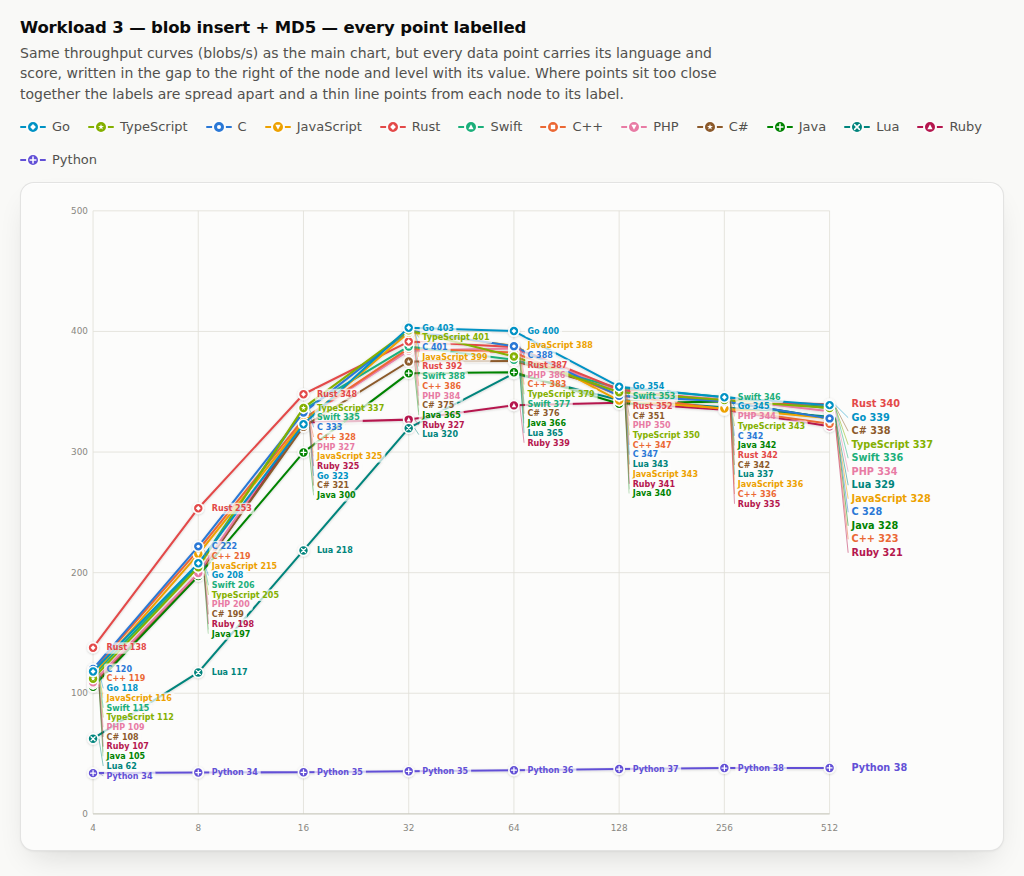 Workload 3 — blob insert + MD5 — every point labelled
Same throughput curves (blobs/s) as the main chart, but every data point carries its language and
score, written in the gap to the right of the node and level with its value. Where points sit too close
together the labels are spread apart and a thin line points from each node to its label.
Go TypeScript C JavaScript Rust Swift C++ PHP C# Java Lua Ruby
Python
500
400
300
200
100
0
4
8
16
32
64
128
256
512
Rust 138
C 120
C++ 119
Go 118
JavaScript 116
Swift 115
TypeScript 112
PHP 109
C# 108
Ruby 107
Java 105
Lua 62
Python 34
Rust 253
C 222
C++ 219
JavaScript 215
Go 208
Swift 206
TypeScript 205
PHP 200
C# 199
Ruby 198
Java 197
Lua 117
Python 34
Rust 348
TypeScript 337
Swift 335
C 333
C++ 328
PHP 327
JavaScript 325
Ruby 325
Go 323
C# 321
Java 300
Lua 218
Python 35
Go 403
TypeScript 401
C 401
JavaScript 399
Rust 392
Swift 388
C++ 386
PHP 384
C# 375
Java 365
Ruby 327
Lua 320
Python 35
Go 400
JavaScript 388
C 388
Rust 387
PHP 386
C++ 383
TypeScript 379
Swift 377
C# 376
Java 366
Lua 365
Ruby 339
Python 36
Go 354
Swift 353
Rust 352
C# 351
PHP 350
TypeScript 350
C++ 347
C 347
Lua 343
JavaScript 343
Ruby 341
Java 340
Python 37
Swift 346
Go 345
PHP 344
TypeScript 343
C 342
Java 342
Rust 342
C# 342
Lua 337
JavaScript 336
C++ 336
Ruby 335
Python 38
Rust 340
Go 339
C# 338
TypeScript 337
Swift 336
PHP 334
Lua 329
JavaScript 328
C 328
Java 328
C++ 323
Ruby 321
Python 38